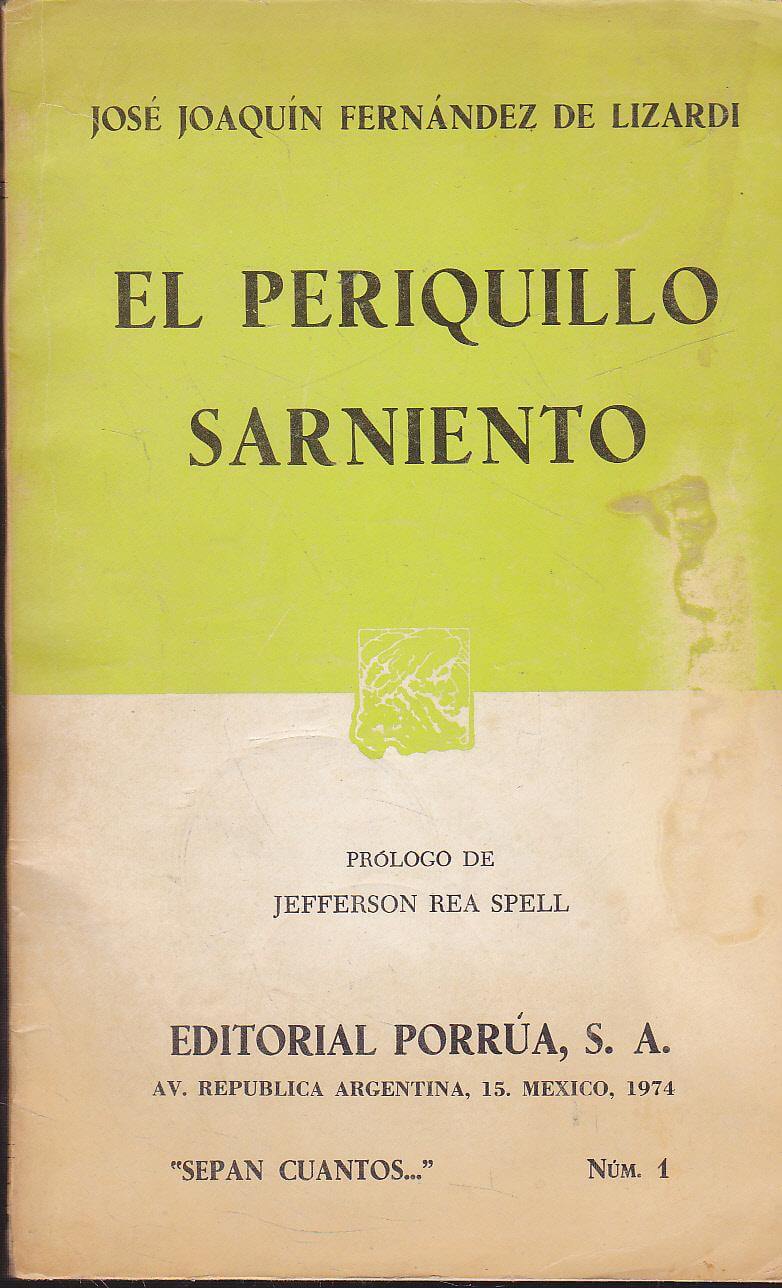 JOSÉ JOAQUÍN FERNÁNDEZ DE LIZARDI
EL PERIQUILLO
SARNIENTO
PRÓLOGO DE
JEFFERSON REA SPELL
EDITORIAL PORRÚA, S. A.
AV. REPUBLICA ARGENTINA, 15. MEXICO, 1974
"SEPAN CUANTOS..." NÚM. 1